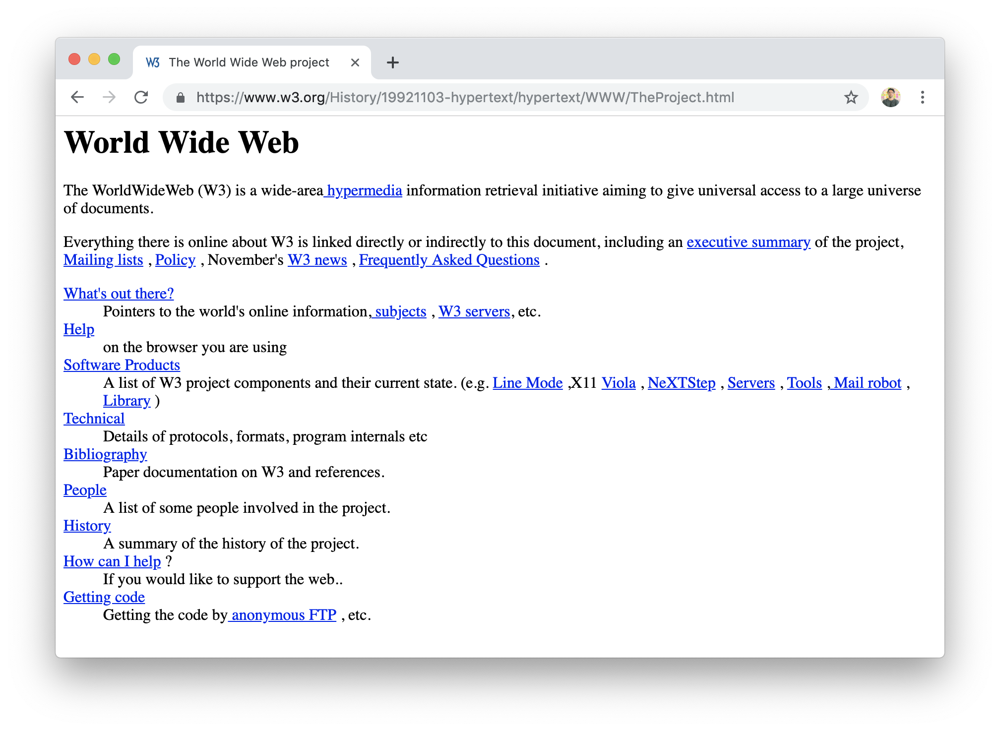 W3 The World Wide Web project
https://www.w3.org/History/19921103-hypertext/hypertext/WWW/TheProject.html
World Wide Web
The WorldWideWeb (W3) is a wide-area hypermedia information retrieval initiative aiming to give universal access to a large universe
of documents.
Everything there is online about W3 is linked directly or indirectly to this document, including an executive summary of the project,
Mailing lists , Policy , November's W3 news , Frequently Asked Questions .
What's out there?
Pointers to the world's online information, subjects , W3 servers, etc.
Help
on the browser you are using
Software Products
A list of W3 project components and their current state. (e.g. Line Mode ,X11 Viola , NeXTStep , Servers , Tools , Mail robot ,
Library )
Technical
Details of protocols, formats, program internals etc
Bibliography
Paper documentation on W3 and references.
People
A list of some people involved in the project.
History
A summary of the history of the project.
How can I help ?
If you would like to support the web..
Getting code
Getting the code by anonymous FTP , etc.